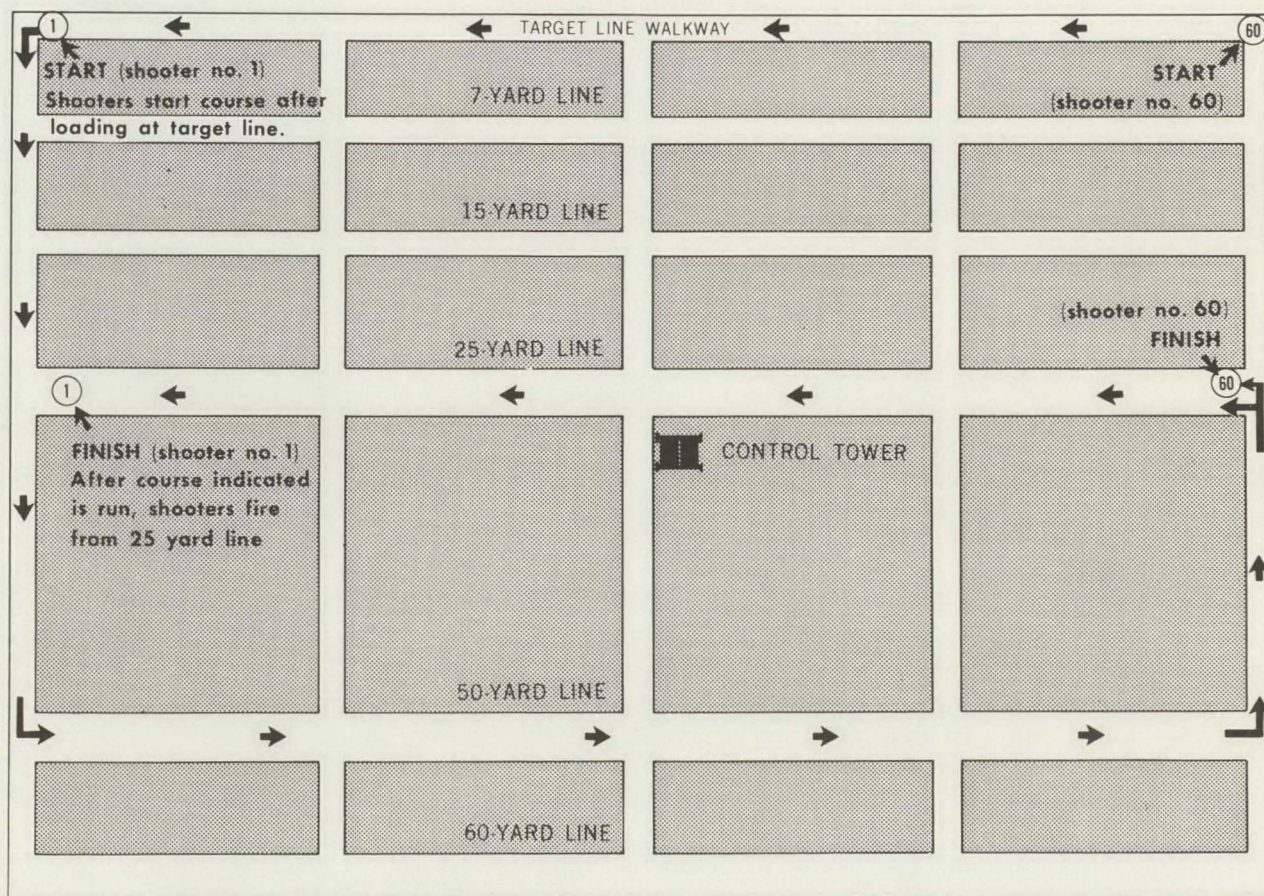 TARGET LINE WALKWAY
1
60
START (shooter no. 1)
Shooters start course after
loading at target line.
7-YARD LINE
START
(shooter no. 60)
15-YARD LINE
25-YARD LINE
(shooter no. 60)
FINISH
1
60
FINISH (shooter no. 1)
After course indicated
is run, shooters fire
from 25 yard line
CONTROL TOWER
50-YARD LINE
60-YARD LINE